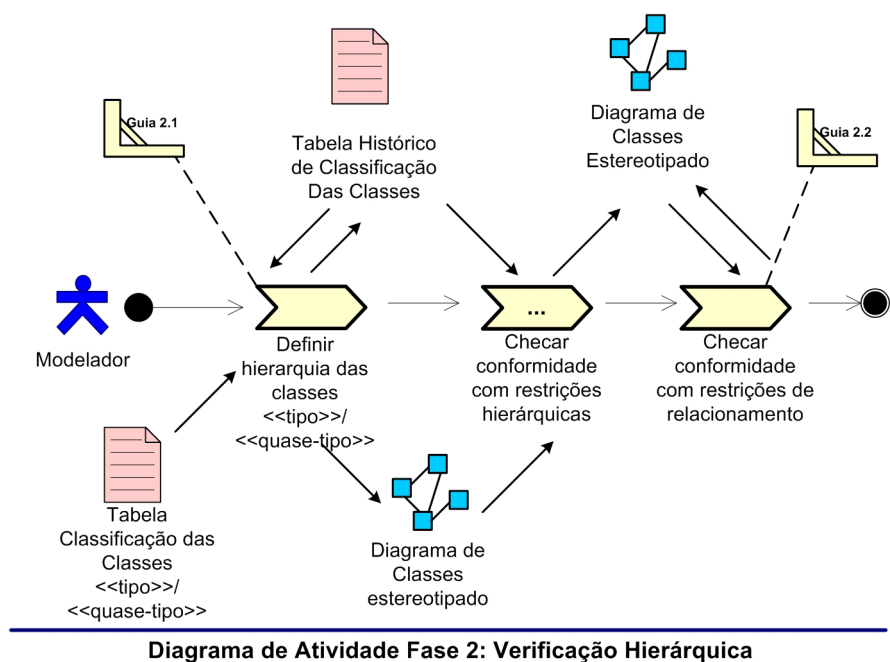 Guia 2.1
Tabela Histórico
de Classificação
Das Classes
Diagrama de
Classes
Estereotipado
Guia 2.2
Modelador
Definir
hierarquia das
classes
<<tipo>>/
<<quase-tipo>>
...
Checar
conformidade
com restrições
hierárquicas
Checar
conformidade
com restrições de
relacionamento
Tabela
Classificação das
Classes
<<tipo>>/
<<quase-tipo>>
Diagrama de
Classes
estereotipado
Diagrama de Atividade Fase 2: Verificação Hierárquica